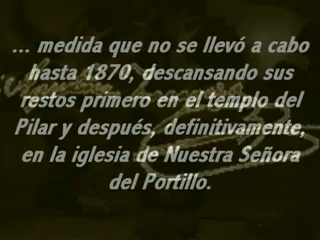 ... medida que no se llevó a cabo
hasta 1870, descansando sus
restos primero en el templo del
Pilar y después, definitivamente,
en la iglesia de Nuestra Señora
del Portillo.